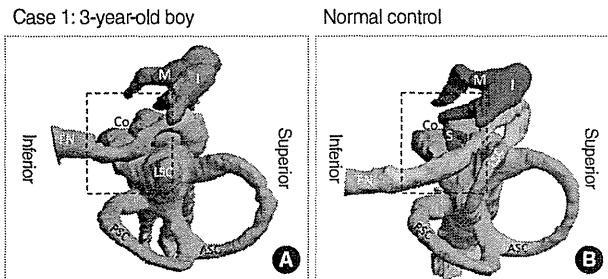 Case 1: 3-year-old boy
Normal control
M
I
Co
FN
LSC
PSC
ASC
Inferior
Superior
A
M
I
Co
S
FN
PSC
ASC
Inferior
Superior
B